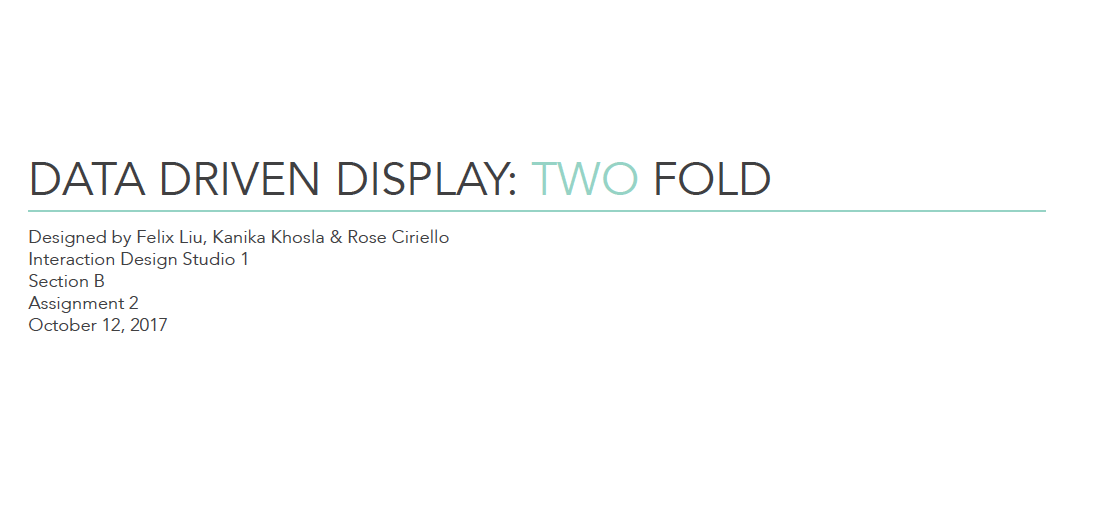 DATA DRIVEN DISPLAY: TWO FOLD
Designed by Felix Liu, Kanika Khosla & Rose Ciriello
Interaction Design Studio 1
Section B
Assignment 2
October 12, 2017